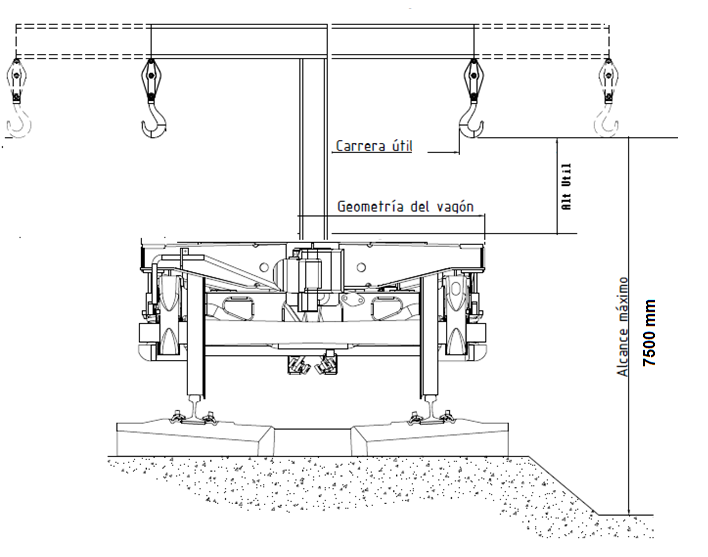 Carrera útil
Alt Util
Geometría del vagón
Alcance máximo
7500 mm